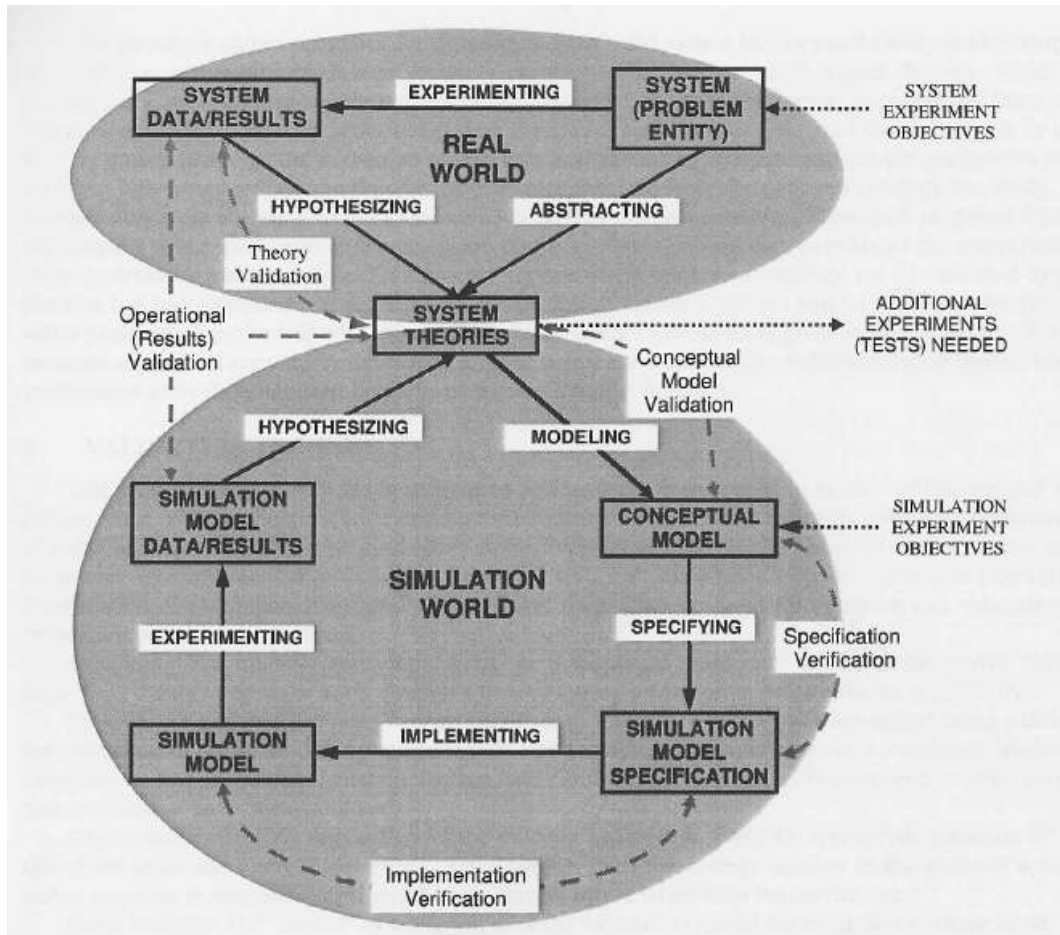 SYSTEM
DATA/RESULTS
EXPERIMENTING
SYSTEM
(PROBLEM
ENTITY)
SYSTEM
EXPERIMENT
OBJECTIVES
REAL
WORLD
HYPOTHESIZING
ABSTRACTING
Theory
Validation
SYSTEM
THEORIES
ADDITIONAL
EXPERIMENTS
(TESTS) NEEDED
Operational
(Results)
Validation
Conceptual
Model
Validation
HYPOTHESIZING
MODELING
SIMULATION
MODEL
DATA/RESULTS
CONCEPTUAL
MODEL
SIMULATION
EXPERIMENT
OBJECTIVES
SIMULATION
WORLD
EXPERIMENTING
SPECIFYING
Specification
Verification
SIMULATION
MODEL
IMPLEMENTING
SIMULATION
MODEL
SPECIFICATION
Implementation
Verification